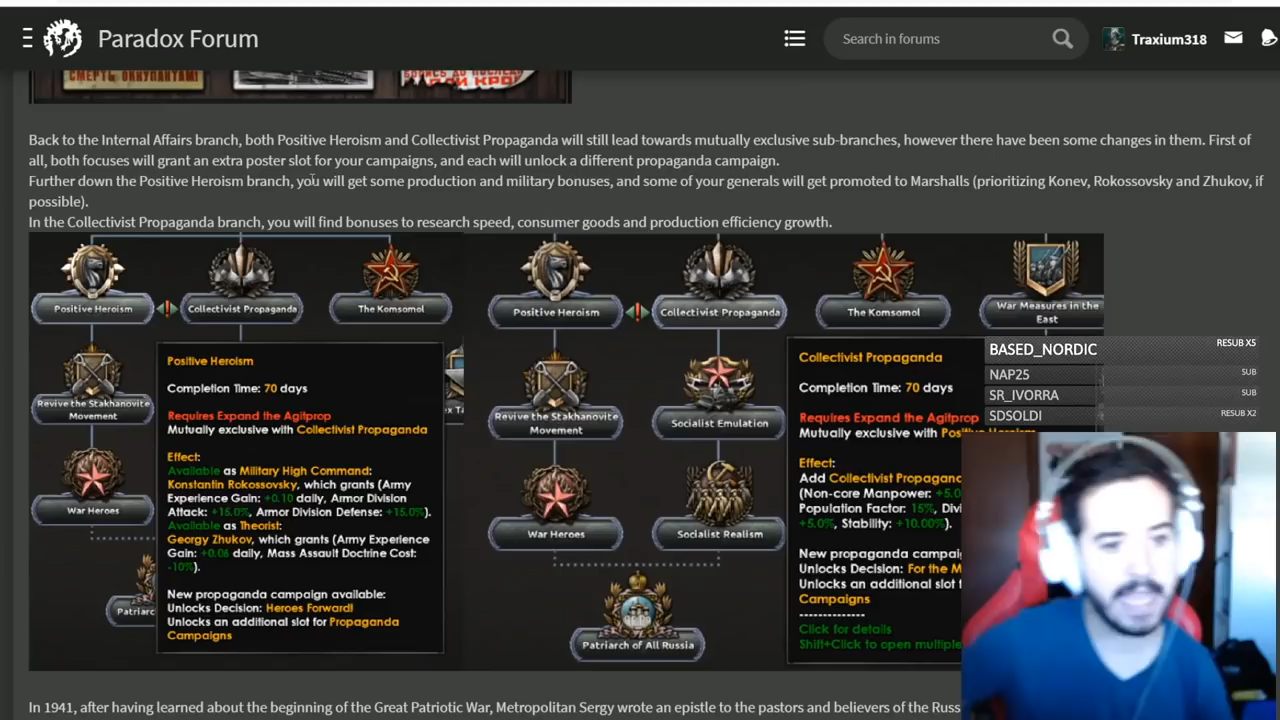 Paradox Forum
Search in forums
Traxium318
СМЕРТЬ ОККУПАНТАМ!
Back to the Internal Affairs branch, both Positive Heroism and Collectivist Propaganda will still lead towards mutually exclusive sub-branches, however there have been some changes in them. First of
all, both focuses will grant an extra poster slot for your campaigns, and each will unlock a different propaganda campaign.
Further down the Positive Heroism branch, you will get some production and military bonuses, and some of your generals will get promoted to Marshalls (prioritizing Konev, Rokossovsky and Zhukov, if
possible).
In the Collectivist Propaganda branch, you will find bonuses to research speed, consumer goods and production efficiency growth.
Positive Heroism
Collectivist Propaganda
The Komsomol
Revive the Stakhanovite
Movement
War Heroes
Patriarc
Positive Heroism
Completion Time: 70 days
Requires Expand the Agitprop
Mutually exclusive with Collectivist Propaganda
Effect:
Available as Military High Command:
Konstantin Rokossovsky, which grants (Army
Experience Gain: +0.10 daily, Armor Division
Attack: +15.0%, Armor Division Defense: +15.0%).
Available as Theorist:
Georgy Zhukov, which grants (Army Experience
Gain: +0.06 daily, Mass Assault Doctrine Cost:
-10%).
New propaganda campaign available:
Unlocks Decision: Heroes Forward!
Unlocks an additional slot for Propaganda
Campaigns
Positive Heroism
Collectivist Propaganda
The Komsomol
War Measures in the
East
Revive the Stakhanovite
Movement
Socialist Emulation
War Heroes
Socialist Realism
Patriarch of All Russia
Collectivist Propaganda
Completion Time: 70 days
Requires Expand the Agitprop
Mutually exclusive with Positive Heroism
Effect:
Add Collectivist Propaganc
(Non-core Manpower: +5.0
Population Factor: 15%, Divi
+5.0%, Stability: +10.00%).
New propaganda campai
Unlocks Decision: For the M
Unlocks an additional slot f
Campaigns
--------------
Click for details
Shift+Click to open multiple
BASED_NORDIC RESUB X5
NAP25 SUB
SR_IVORRA SUB
SDSOLDI RESUB X2
In 1941, after having learned about the beginning of the Great Patriotic War, Metropolitan Sergy wrote an epistle to the pastors and believers of the Russ